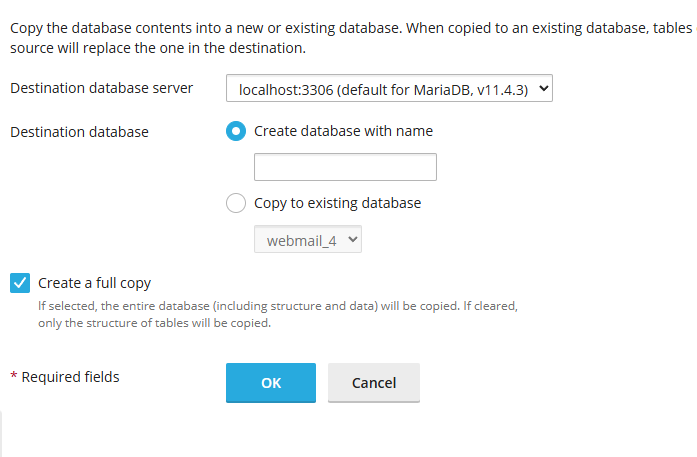 Copy the database contents into a new or existing database. When copied to an existing database, tables
source will replace the one in the destination.
Destination database server
localhost:3306 (default for MariaDB, v11.4.3)
Destination database
Create database with name
Copy to existing database
webmail_4
Create a full copy
If selected, the entire database (including structure and data) will be copied. If cleared,
only the structure of tables will be copied.
* Required fields
OK
Cancel